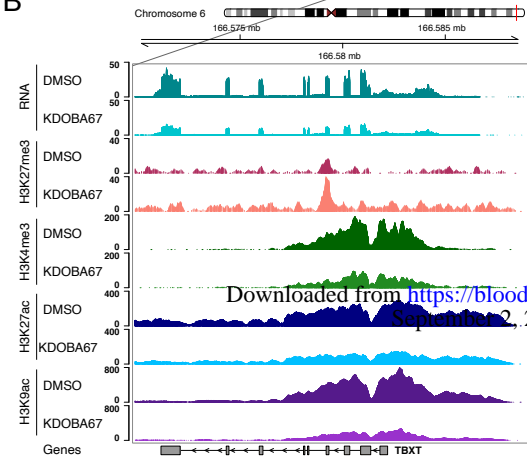 B
Chromosome 6
166.575 mb
166.585 mb
166.58 mb
RNA
DMSO
50
0
KDOBA67
50
0
H3K27me3
DMSO
40
0
KDOBA67
40
0
H3K4me3
DMSO
200
0
KDOBA67
200
0
Downloaded from https://blood
September 2, 2
H3K27ac
DMSO
400
0
KDOBA67
400
0
H3K9ac
DMSO
800
0
KDOBA67
800
0
Genes
TBXT